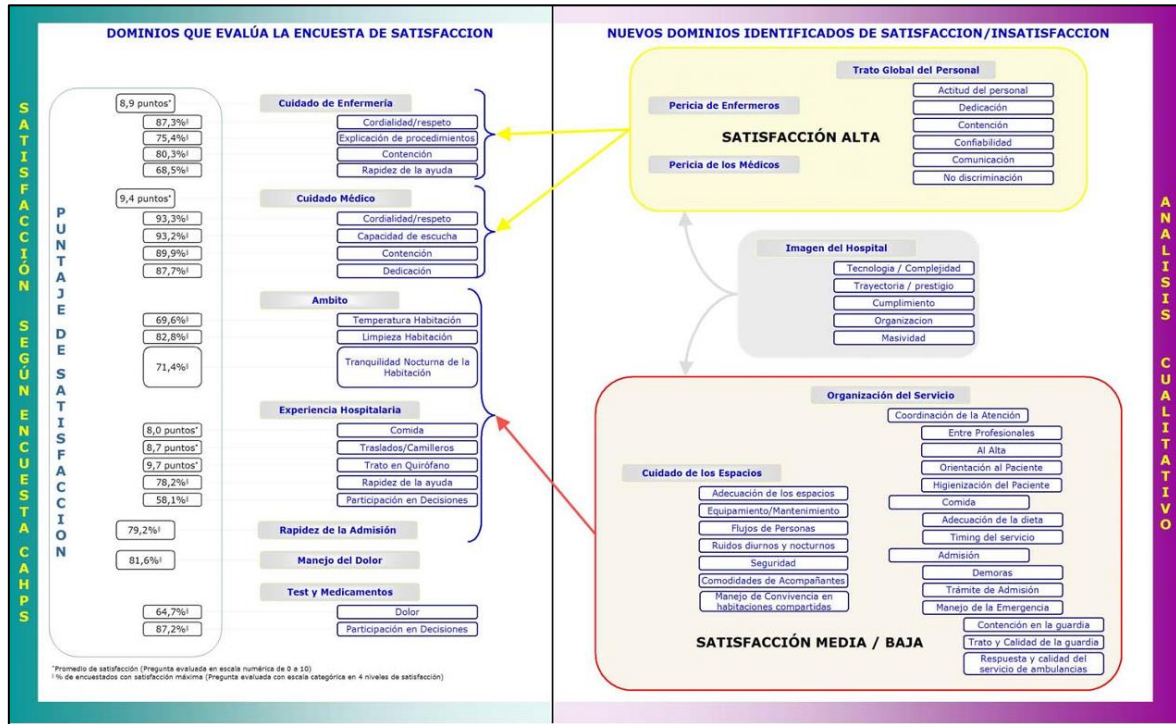 DOMINIOS QUE EVALÚA LA ENCUESTA DE SATISFACCION
SATISFACCIÓN SEGÚN ENCUESTA CAHPS
PUNTAJE DE SATISFACCION
8,9 puntos* Cuidado de Enfermería
87,3%§ Cordialidad/respeto
75,4%§ Explicación de procedimientos
80,3%§ Contención
68,5%§ Rapidez de la ayuda
9,4 puntos* Cuidado Médico
93,3%§ Cordialidad/respeto
93,2%§ Capacidad de escucha
89,9%§ Contención
87,7%§ Dedicación
Ambito
69,6%§ Temperatura Habitación
82,8%§ Limpieza Habitación
71,4%§ Tranquilidad Nocturna de la
Habitación
Experiencia Hospitalaria
8,0 puntos* Comida
8,7 puntos* Traslados/Camilleros
9,7 puntos* Trato en Quirófano
78,2%§ Rapidez de la ayuda
58,1%§ Participación en Decisiones
79,2%§ Rapidez de la Admisión
81,6%§ Manejo del Dolor
Test y Medicamentos
64,7%§ Dolor
87,2%§ Participación en Decisiones
*Promedio de satisfacción (Pregunta evaluada en escala numérica de 0 a 10)
§ % de encuestados con satisfacción máxima (Pregunta evaluada con escala categórica en 4 niveles de satisfacción)
NUEVOS DOMINIOS IDENTIFICADOS DE SATISFACCION/INSATISFACCION
Trato Global del Personal
Actitud del personal
Dedicación
Contención
Confiabilidad
Comunicación
No discriminación
Pericia de Enfermeros
SATISFACCIÓN ALTA
Pericia de los Médicos
Imagen del Hospital
Tecnologia / Complejidad
Trayectoria / prestigio
Cumplimiento
Organizacion
Masividad
Organización del Servicio
Coordinación de la Atención
Entre Profesionales
Al Alta
Orientación al Paciente
Higienización del Paciente
Comida
Adecuación de la dieta
Timing del servicio
Admisión
Demoras
Trámite de Admisión
Manejo de la Emergencia
Contención en la guardia
Trato y Calidad de la guardia
Respuesta y calidad del
servicio de ambulancias
Cuidado de los Espacios
Adecuación de los espacios
Equipamiento/Mantenimiento
Flujos de Personas
Ruidos diurnos y nocturnos
Seguridad
Comodidades de Acompañantes
Manejo de Convivencia en
habitaciones compartidas
SATISFACCIÓN MEDIA / BAJA
ANALISIS CUALITATIVO